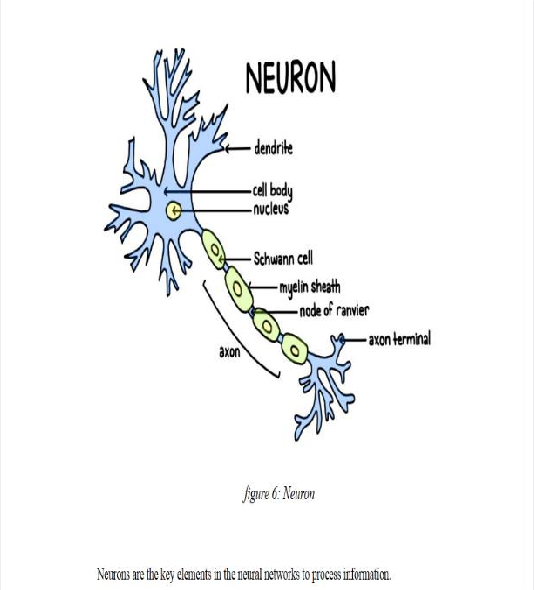 NEURON
dendrite
cell body
nucleus
Schwann cell
myelin sheath
node of ranvier
axon terminal
axon
figure 6: Neuron
Neurons are the key elements in the neural networks to process information.